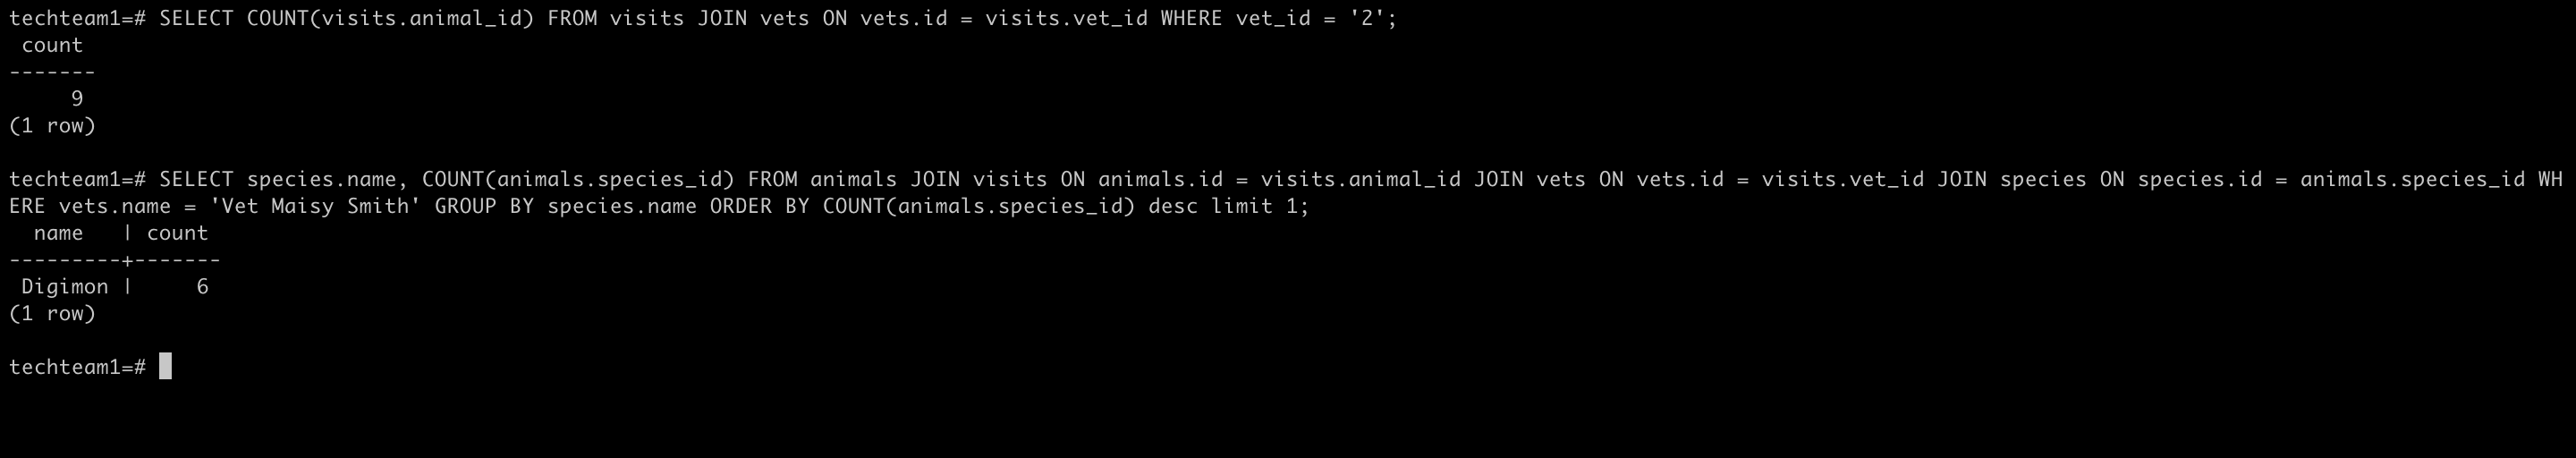 techteam1=# SELECT COUNT(visits.animal_id) FROM visits JOIN vets ON vets.id = visits.vet_id WHERE vet_id = '2';
 count
-------
     9
(1 row)

techteam1=# SELECT species.name, COUNT(animals.species_id) FROM animals JOIN visits ON animals.id = visits.animal_id JOIN vets ON vets.id = visits.vet_id JOIN species ON species.id = animals.species_id WH
ERE vets.name = 'Vet Maisy Smith' GROUP BY species.name ORDER BY COUNT(animals.species_id) desc limit 1;
  name   | count
---------+-------
 Digimon |     6
(1 row)

techteam1=#